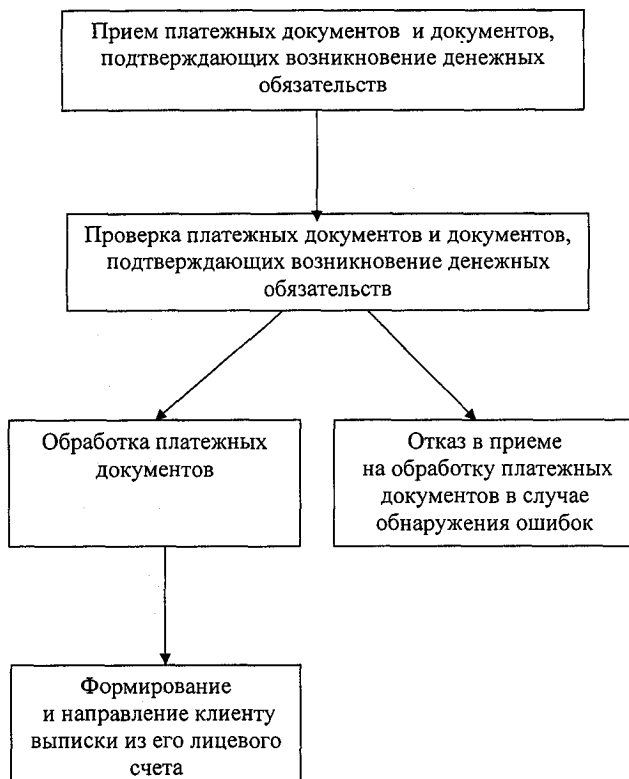 Прием платежных документов и документов,
подтверждающих возникновение денежных
обязательств
Проверка платежных документов и документов,
подтверждающих возникновение денежных
обязательств
Обработка платежных
документов
Отказ в приеме
на обработку платежных
документов в случае
обнаружения ошибок
Формирование
и направление клиенту
выписки из его лицевого
счета